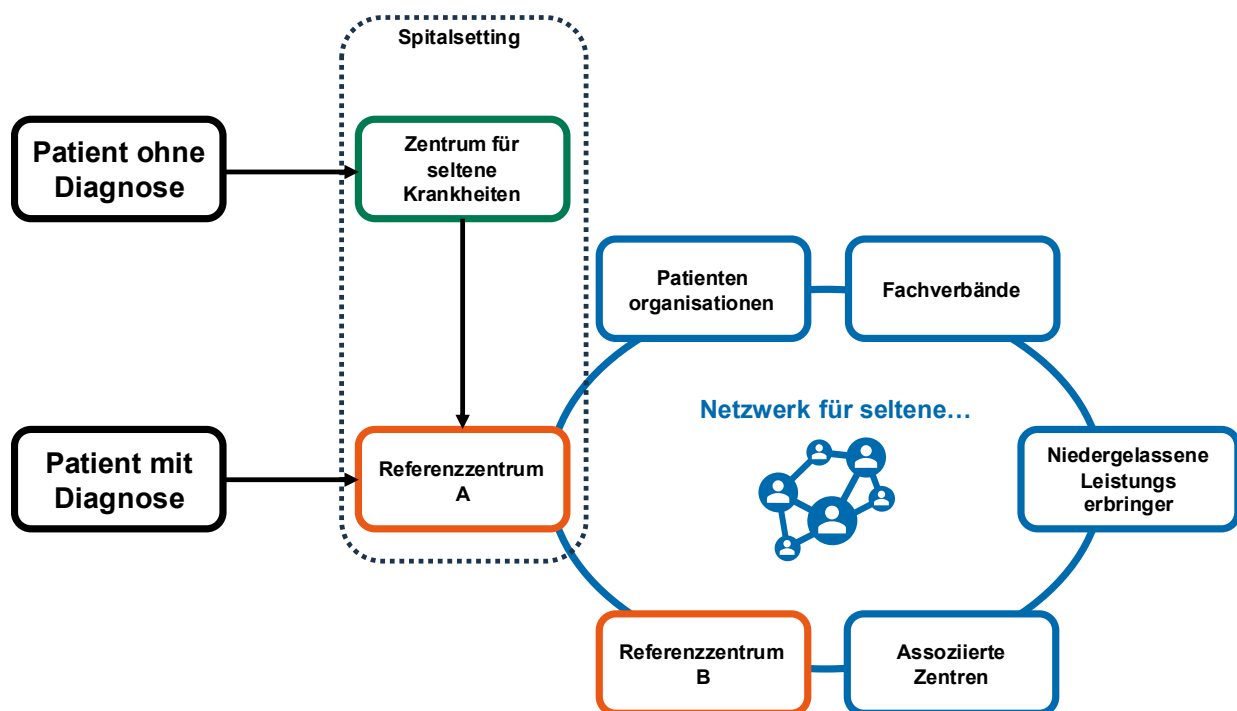 Spitalsetting
Patient ohne
Diagnose
Zentrum für
seltene
Krankheiten
Patienten
organisationen
Fachverbände
Netzwerk für seltene…
Patient mit
Diagnose
Referenzzentrum
A
Niedergelassene
Leistungs
erbringer
Referenzzentrum
B
Assoziierte
Zentren